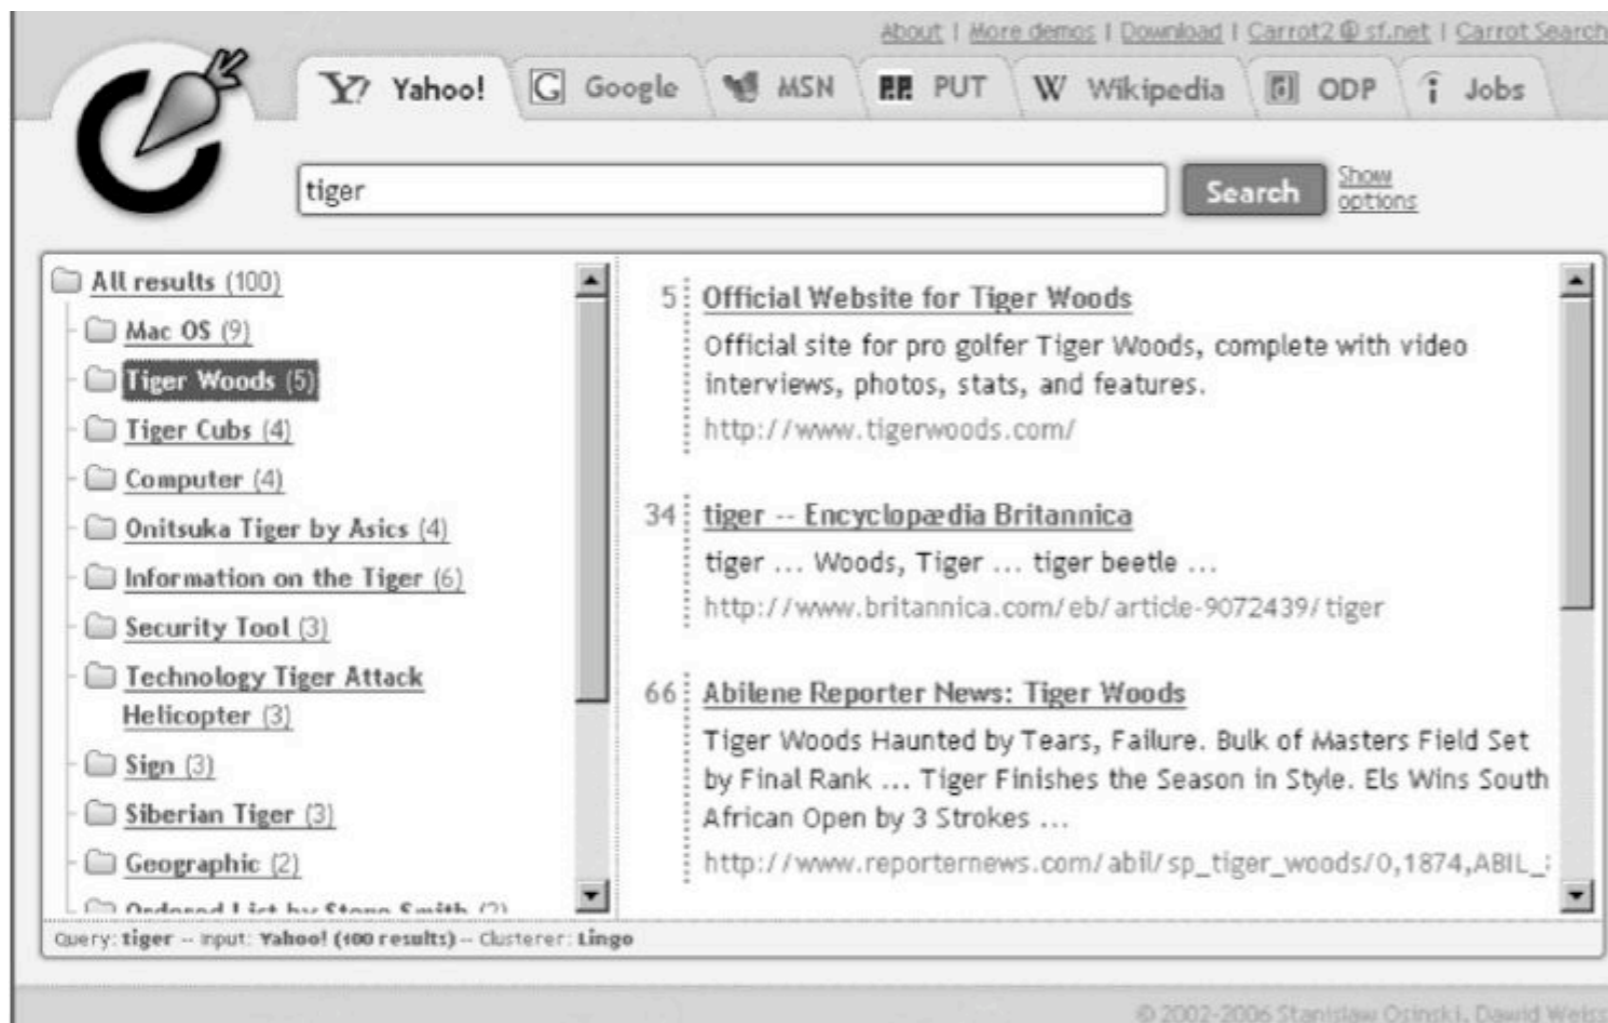 About | More demos | Download | Carrot2 @ sf.net | Carrot Search
Y? Yahoo! G Google MSN P.P. PUT W Wikipedia ODP i Jobs
tiger Search Show
options
All results (100)
Mac OS (9)
Tiger Woods (5)
Tiger Cubs (4)
Computer (4)
Onitsuka Tiger by Asics (4)
Information on the Tiger (6)
Security Tool (3)
Technology Tiger Attack
Helicopter (3)
Sign (3)
Siberian Tiger (3)
Geographic (2)
Ordered List by Steve Smith (2)
5 Official Website for Tiger Woods
Official site for pro golfer Tiger Woods, complete with video
interviews, photos, stats, and features.
http://www.tigerwoods.com/
34 tiger -- Encyclopædia Britannica
tiger ... Woods, Tiger ... tiger beetle ...
http://www.britannica.com/eb/article-9072439/tiger
66 Abilene Reporter News: Tiger Woods
Tiger Woods Haunted by Tears, Failure. Bulk of Masters Field Set
by Final Rank ... Tiger Finishes the Season in Style. Els Wins South
African Open by 3 Strokes ...
http://www.reporternews.com/abil/sp_tiger_woods/0,1874,ABIL_
Query: tiger -- Input: Yahoo! (100 results) -- Clusterer: Lingo
© 2002-2006 Stanislaw Osinski, Dawid Weiss